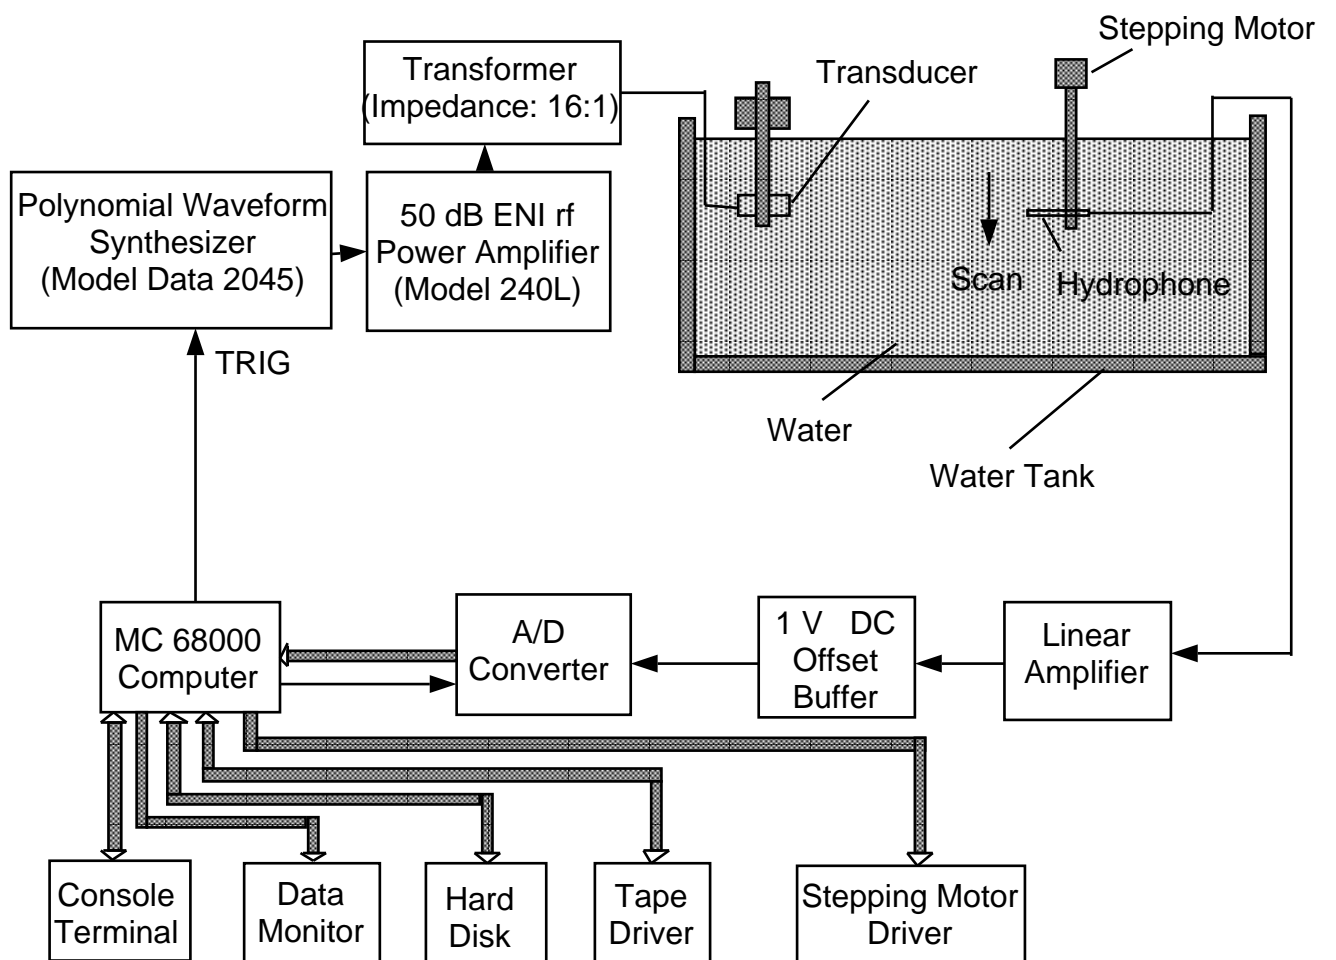 Stepping Motor
Transformer
(Impedance: 16:1)
Transducer
Polynomial Waveform
Synthesizer
(Model Data 2045)
50 dB ENI rf
Power Amplifier
(Model 240L)
Scan
Hydrophone
TRIG
Water
Water Tank
MC 68000
Computer
A/D
Converter
1 V DC
Offset
Buffer
Linear
Amplifier
Console
Terminal
Data
Monitor
Hard
Disk
Tape
Driver
Stepping Motor
Driver